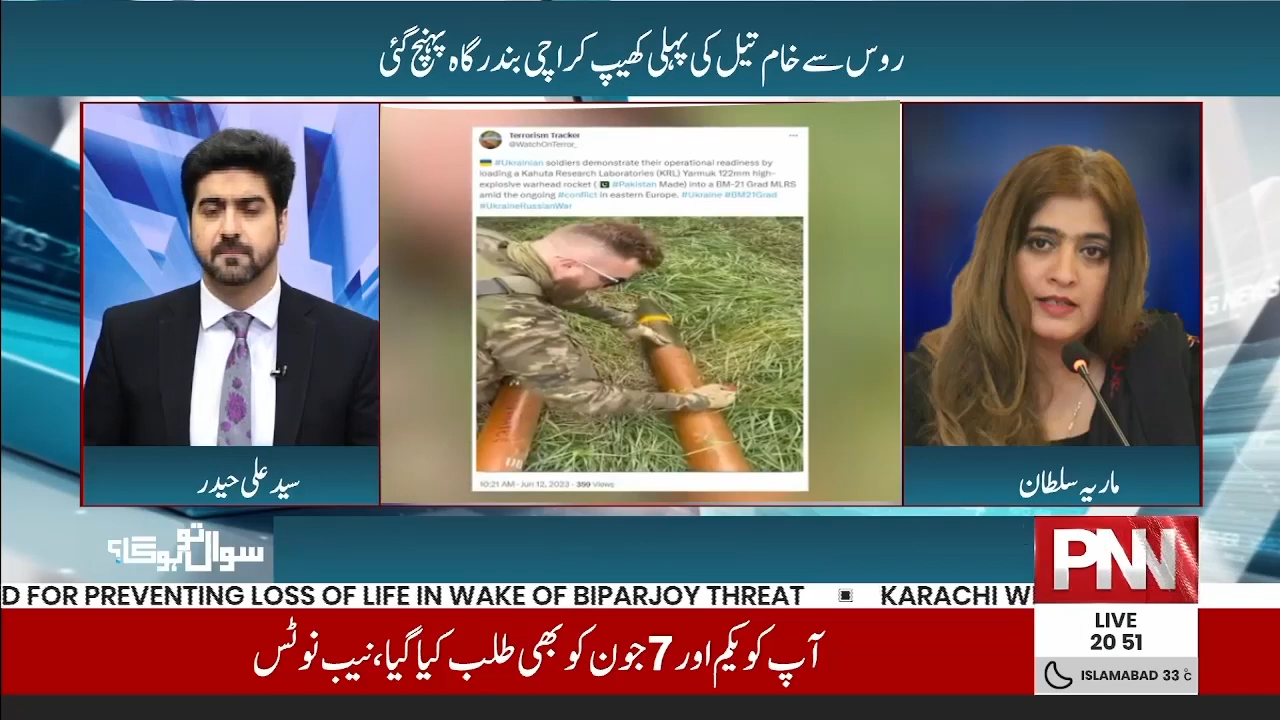 روس سے خام تیل کی پہلی کھیپ کراچی بندرگاہ پہنچ گئی
Terrorism Tracker
@WatchOnTerror_
#Ukrainian soldiers demonstrate their operational readiness by
loading a Kahuta Research Laboratories (KRL) Yarmuk 122mm high-
explosive warhead rocket ( #Pakistan Made) into a BM-21 Grad MLRS
amid the ongoing #conflict in eastern Europe. #Ukraine #BM21Grad
#UkraineRussianWar
10:21 AM · Jun 12, 2023 · 359 Views
سید علی حیدر
ماریہ سلطان
سوال تو ہوگا؟
PNN
D FOR PREVENTING LOSS OF LIFE IN WAKE OF BIPARJOY THREAT
KARACHI W
LIVE
20 51
ISLAMABAD 33 °C
آپ کو یکم اور 7 جون کو بھی طلب کیا گیا، نیب نوٹس